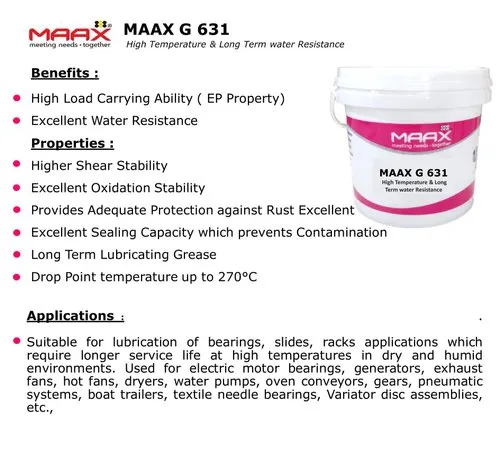 MAAX
meeting needs • together
MAAX G 631
High Temperature & Long Term water Resistance
Benefits :
High Load Carrying Ability ( EP Property)
Excellent Water Resistance
Properties :
Higher Shear Stability
Excellent Oxidation Stability
Provides Adequate Protection against Rust Excellent
Excellent Sealing Capacity which prevents Contamination
Long Term Lubricating Grease
Drop Point temperature up to 270°C
MAAX
meeting needs • together
MAAX G 631
High Temperature & Long
Term water Resistance
Applications :
.
Suitable for lubrication of bearings, slides, racks applications which
require longer service life at high temperatures in dry and humid
environments. Used for electric motor bearings, generators, exhaust
fans, hot fans, dryers, water pumps, oven conveyors, gears, pneumatic
systems, boat trailers, textile needle bearings, Variator disc assemblies,
etc.,